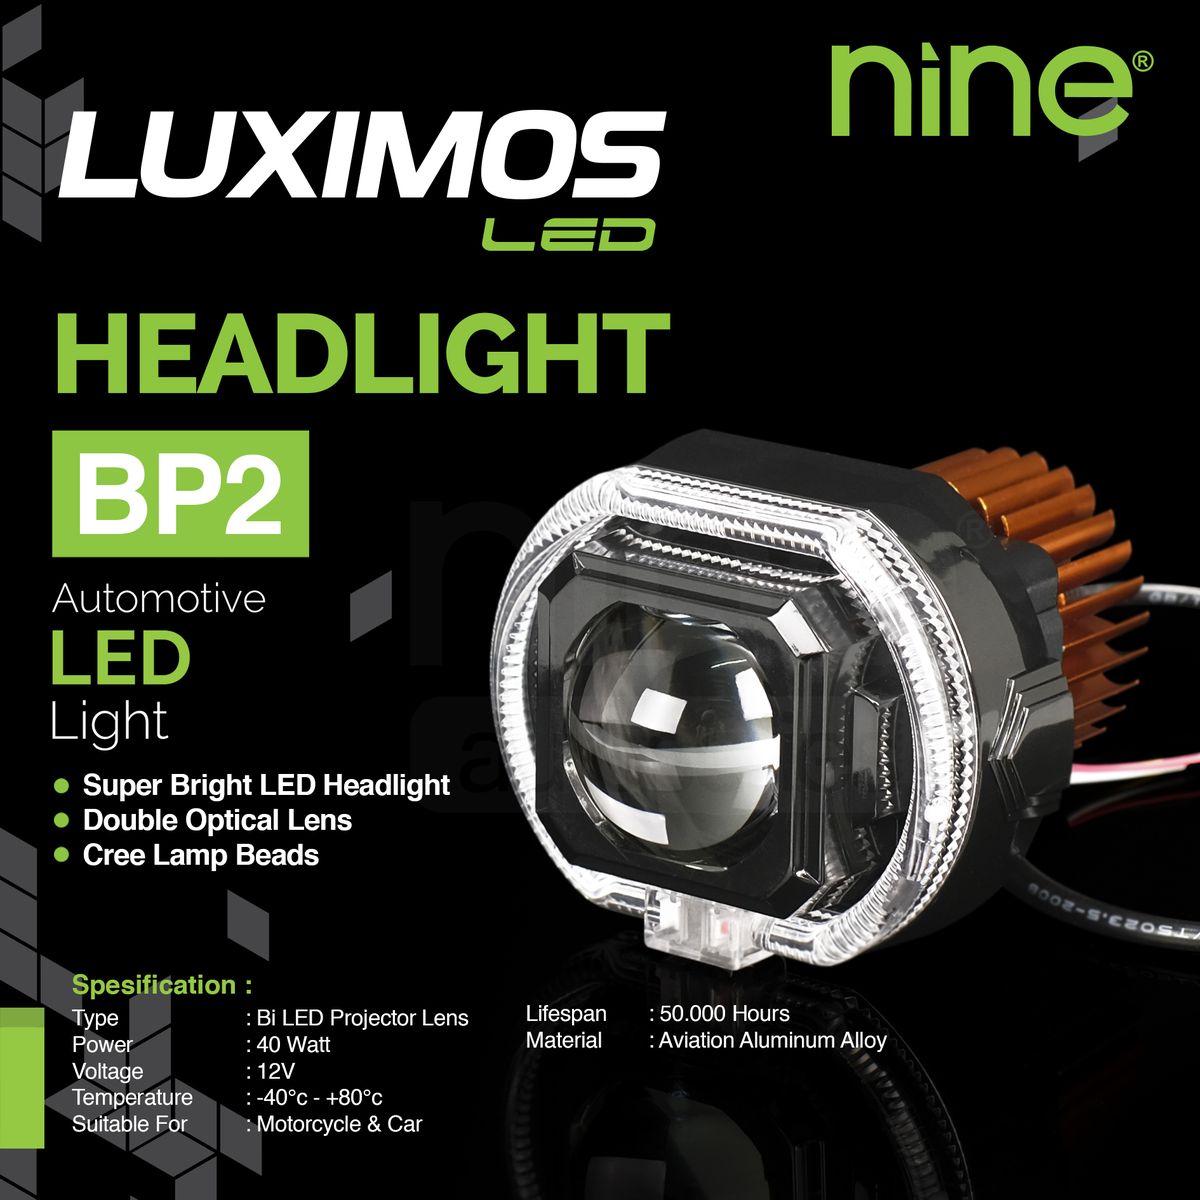 nine®
LUXIMOS
LED
HEADLIGHT
BP2
Automotive
LED
Light
Super Bright LED Headlight
Double Optical Lens
Cree Lamp Beads
Spesification :
Type : Bi LED Projector Lens
Power : 40 Watt
Voltage : 12V
Temperature : -40°c - +80°c
Suitable For : Motorcycle & Car
Lifespan : 50.000 Hours
Material : Aviation Aluminum Alloy